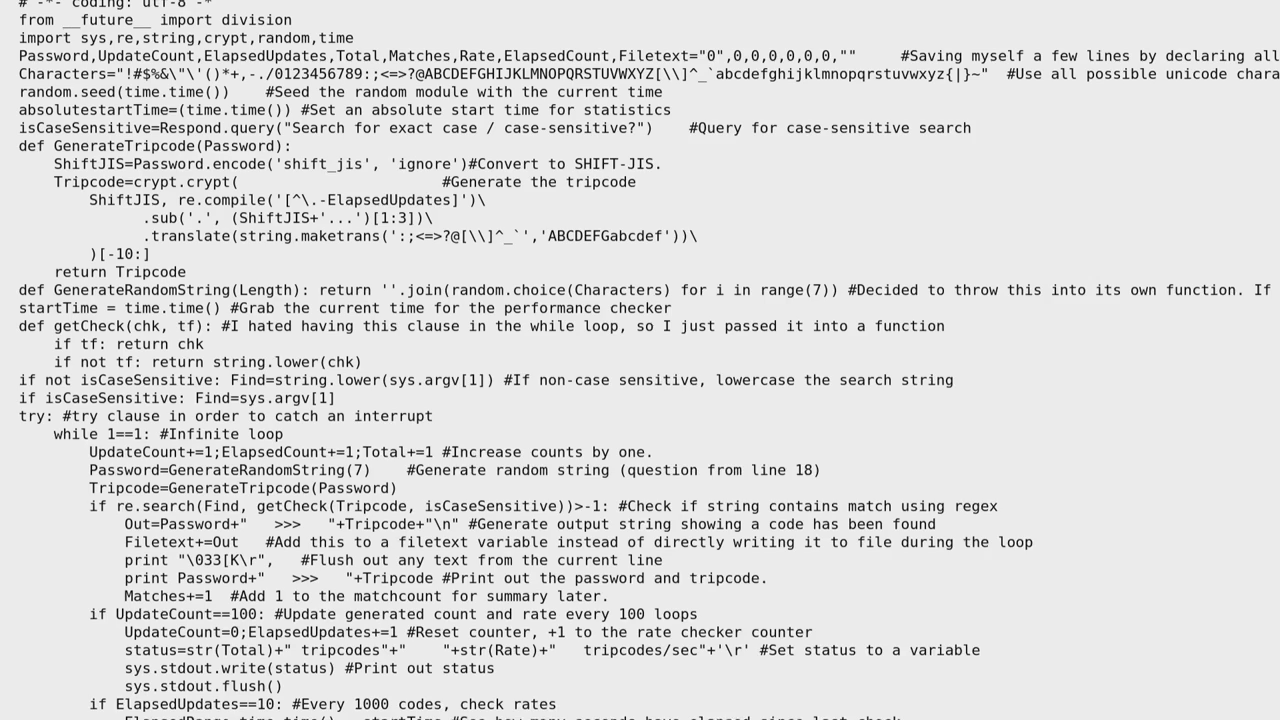 # -*- coding: utf-8 -*
from __future__ import division
import sys,re,string,crypt,random,time
Password,UpdateCount,ElapsedUpdates,Total,Matches,Rate,ElapsedCount,Filetext="0",0,0,0,0,0,0,""     #Saving myself a few lines by declaring all
Characters="!#$%&\"\'()*+,-./0123456789:;<=>?@ABCDEFGHIJKLMNOPQRSTUVWXYZ[\\]^_`abcdefghijklmnopqrstuvwxyz{|}~"  #Use all possible unicode chara
random.seed(time.time())    #Seed the random module with the current time
absolutestartTime=(time.time()) #Set an absolute start time for statistics
isCaseSensitive=Respond.query("Search for exact case / case-sensitive?")    #Query for case-sensitive search
def GenerateTripcode(Password):
    ShiftJIS=Password.encode('shift_jis', 'ignore')#Convert to SHIFT-JIS.
    Tripcode=crypt.crypt(                       #Generate the tripcode
        ShiftJIS, re.compile('[^\.-ElapsedUpdates]')\
              .sub('.', (ShiftJIS+'...')[1:3])\
              .translate(string.maketrans(':;<=>?@[\\]^_`','ABCDEFGabcdef'))\
        )[-10:]
    return Tripcode
def GenerateRandomString(Length): return ''.join(random.choice(Characters) for i in range(7)) #Decided to throw this into its own function. If
startTime = time.time() #Grab the current time for the performance checker
def getCheck(chk, tf): #I hated having this clause in the while loop, so I just passed it into a function
    if tf: return chk
    if not tf: return string.lower(chk)
if not isCaseSensitive: Find=string.lower(sys.argv[1]) #If non-case sensitive, lowercase the search string
if isCaseSensitive: Find=sys.argv[1]
try: #try clause in order to catch an interrupt
    while 1==1: #Infinite loop
        UpdateCount+=1;ElapsedCount+=1;Total+=1 #Increase counts by one.
        Password=GenerateRandomString(7)    #Generate random string (question from line 18)
        Tripcode=GenerateTripcode(Password)
        if re.search(Find, getCheck(Tripcode, isCaseSensitive))>-1: #Check if string contains match using regex
            Out=Password+"   >>>   "+Tripcode+"\n" #Generate output string showing a code has been found
            Filetext+=Out   #Add this to a filetext variable instead of directly writing it to file during the loop
            print "\033[K\r",   #Flush out any text from the current line
            print Password+"   >>>   "+Tripcode #Print out the password and tripcode.
            Matches+=1  #Add 1 to the matchcount for summary later.
        if UpdateCount==100: #Update generated count and rate every 100 loops
            UpdateCount=0;ElapsedUpdates+=1 #Reset counter, +1 to the rate checker counter
            status=str(Total)+" tripcodes"+"    "+str(Rate)+"   tripcodes/sec"+'\r' #Set status to a variable
            sys.stdout.write(status) #Print out status
            sys.stdout.flush()
        if ElapsedUpdates==10: #Every 1000 codes, check rates
            ElapsedRange=time.time() - startTime #See how many seconds have elapsed since last check